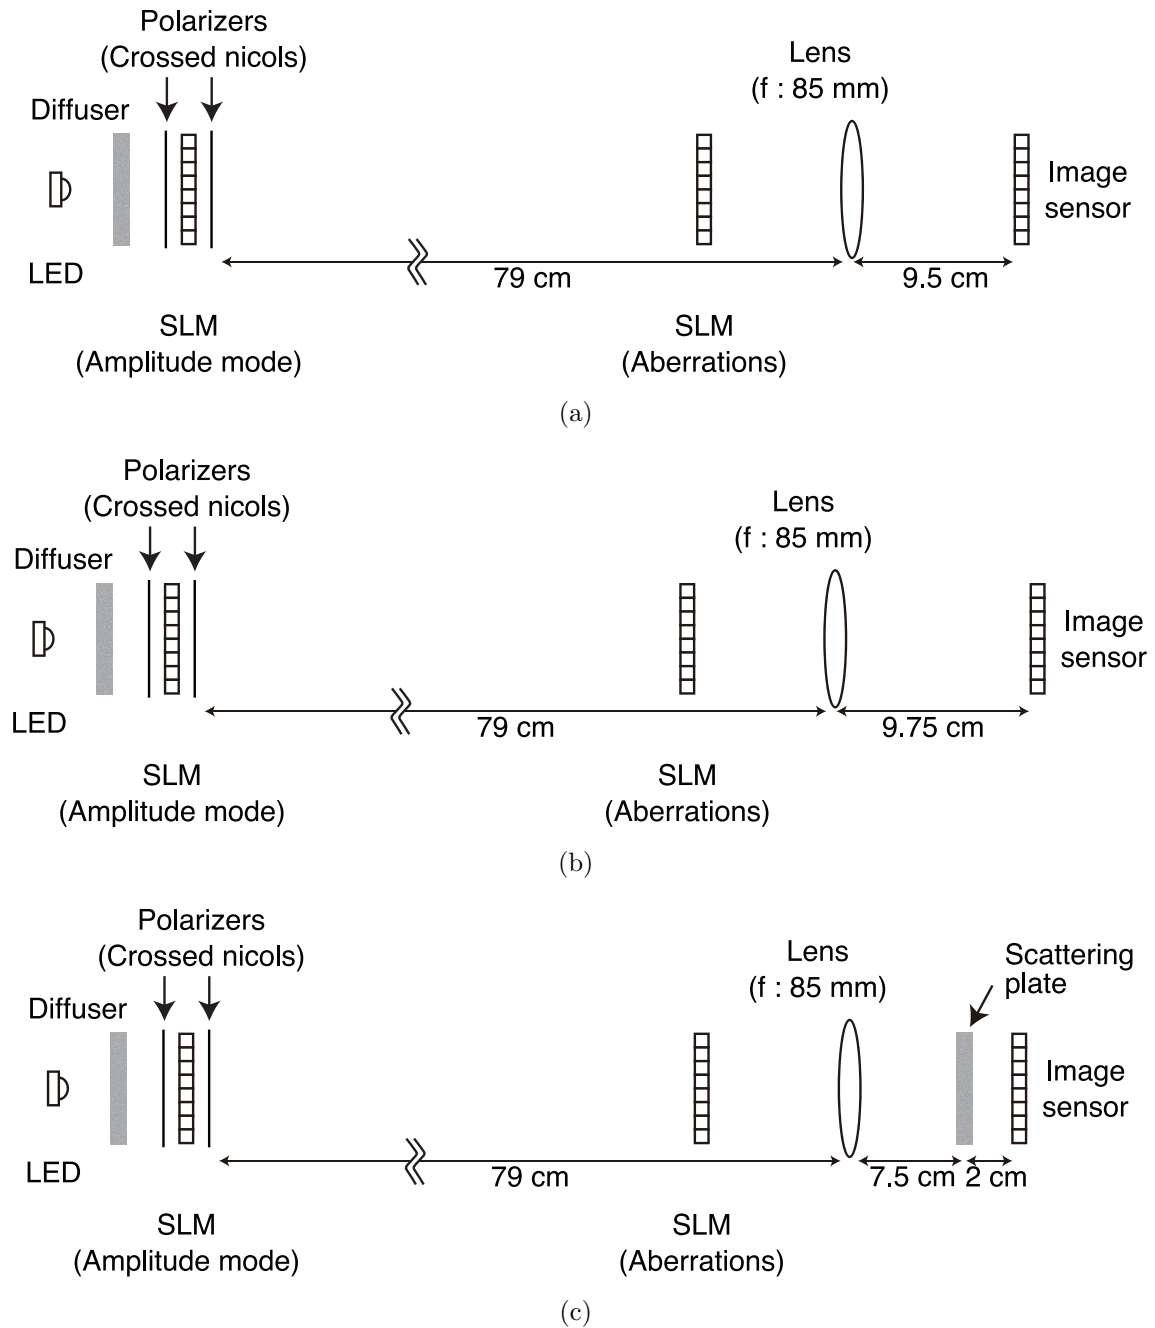 Polarizers
(Crossed nicols)
Lens
(f : 85 mm)
Diffuser
Image
sensor
LED
79 cm
9.5 cm
SLM
(Amplitude mode)
SLM
(Aberrations)
(a)
Polarizers
(Crossed nicols)
Lens
(f : 85 mm)
Diffuser
Image
sensor
LED
79 cm
9.75 cm
SLM
(Amplitude mode)
SLM
(Aberrations)
(b)
Polarizers
(Crossed nicols)
Lens
(f : 85 mm)
Scattering
plate
Diffuser
Image
sensor
LED
79 cm
7.5 cm
2 cm
SLM
(Amplitude mode)
SLM
(Aberrations)
(c)